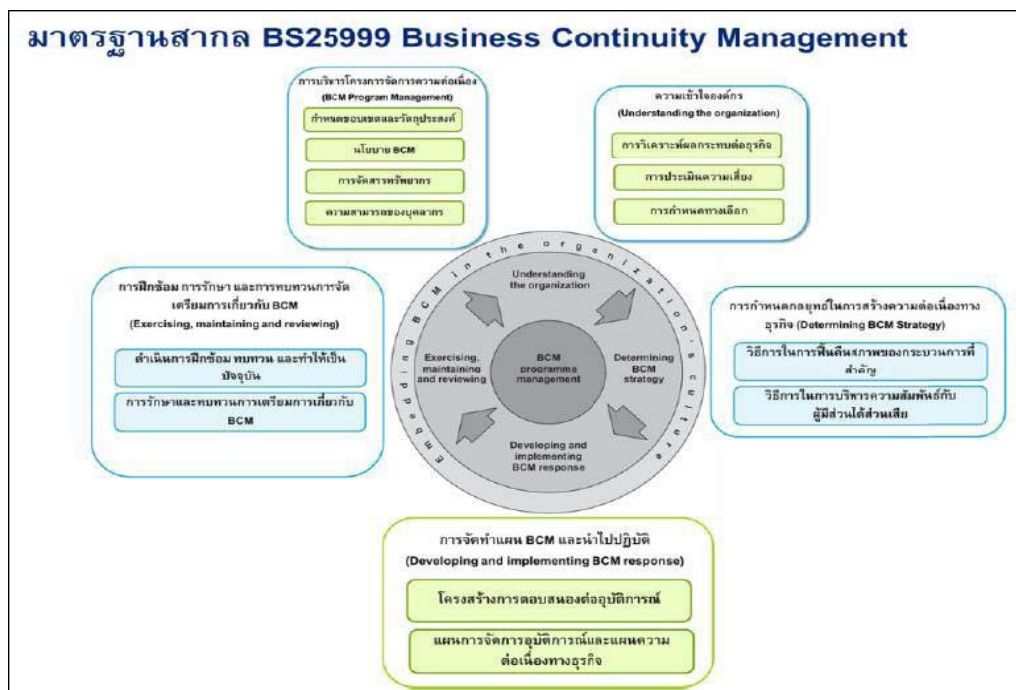 มาตรฐานสากล BS25999 Business Continuity Management
การบริหารโครงการจัดการความต่อเนื่อง
(BCM Program Management)
กำหนดขอบเขตและวัตถุประสงค์
นโยบาย BCM
การจัดสรรทรัพยากร
ความสามารถของบุคลากร
ความเข้าใจองค์กร
(Understanding the organization)
การวิเคราะห์ผลกระทบต่อธุรกิจ
การประเมินความเสี่ยง
การกำหนดทางเลือก
การฝึกซ้อม การรักษา และการทบทวนการจัด
เตรียมการเกี่ยวกับ BCM
(Exercising, maintaining and reviewing)
ดำเนินการฝึกซ้อม ทบทวน และทำให้เป็น
ปัจจุบัน
การรักษาและทบทวนการเตรียมการเกี่ยวกับ
BCM
Embedding BCM in the organization's culture
Understanding
the organization
Exercising,
maintaining
and reviewing
BCM
programme
management
Determining
BCM
strategy
Developing and
implementing
BCM response
การกำหนดกลยุทธ์ในการสร้างความต่อเนื่องทาง
ธุรกิจ (Determining BCM Strategy)
วิธีการในการฟื้นคืนสภาพของกระบวนการที่
สำคัญ
วิธีการในการบริหารความสัมพันธ์กับ
ผู้มีส่วนได้ส่วนเสีย
การจัดทำแผน BCM และนำไปปฏิบัติ
(Developing and implementing BCM response)
โครงสร้างการตอบสนองต่ออุบัติการณ์
แผนการจัดการอุบัติการณ์และแผนความ
ต่อเนื่องทางธุรกิจ